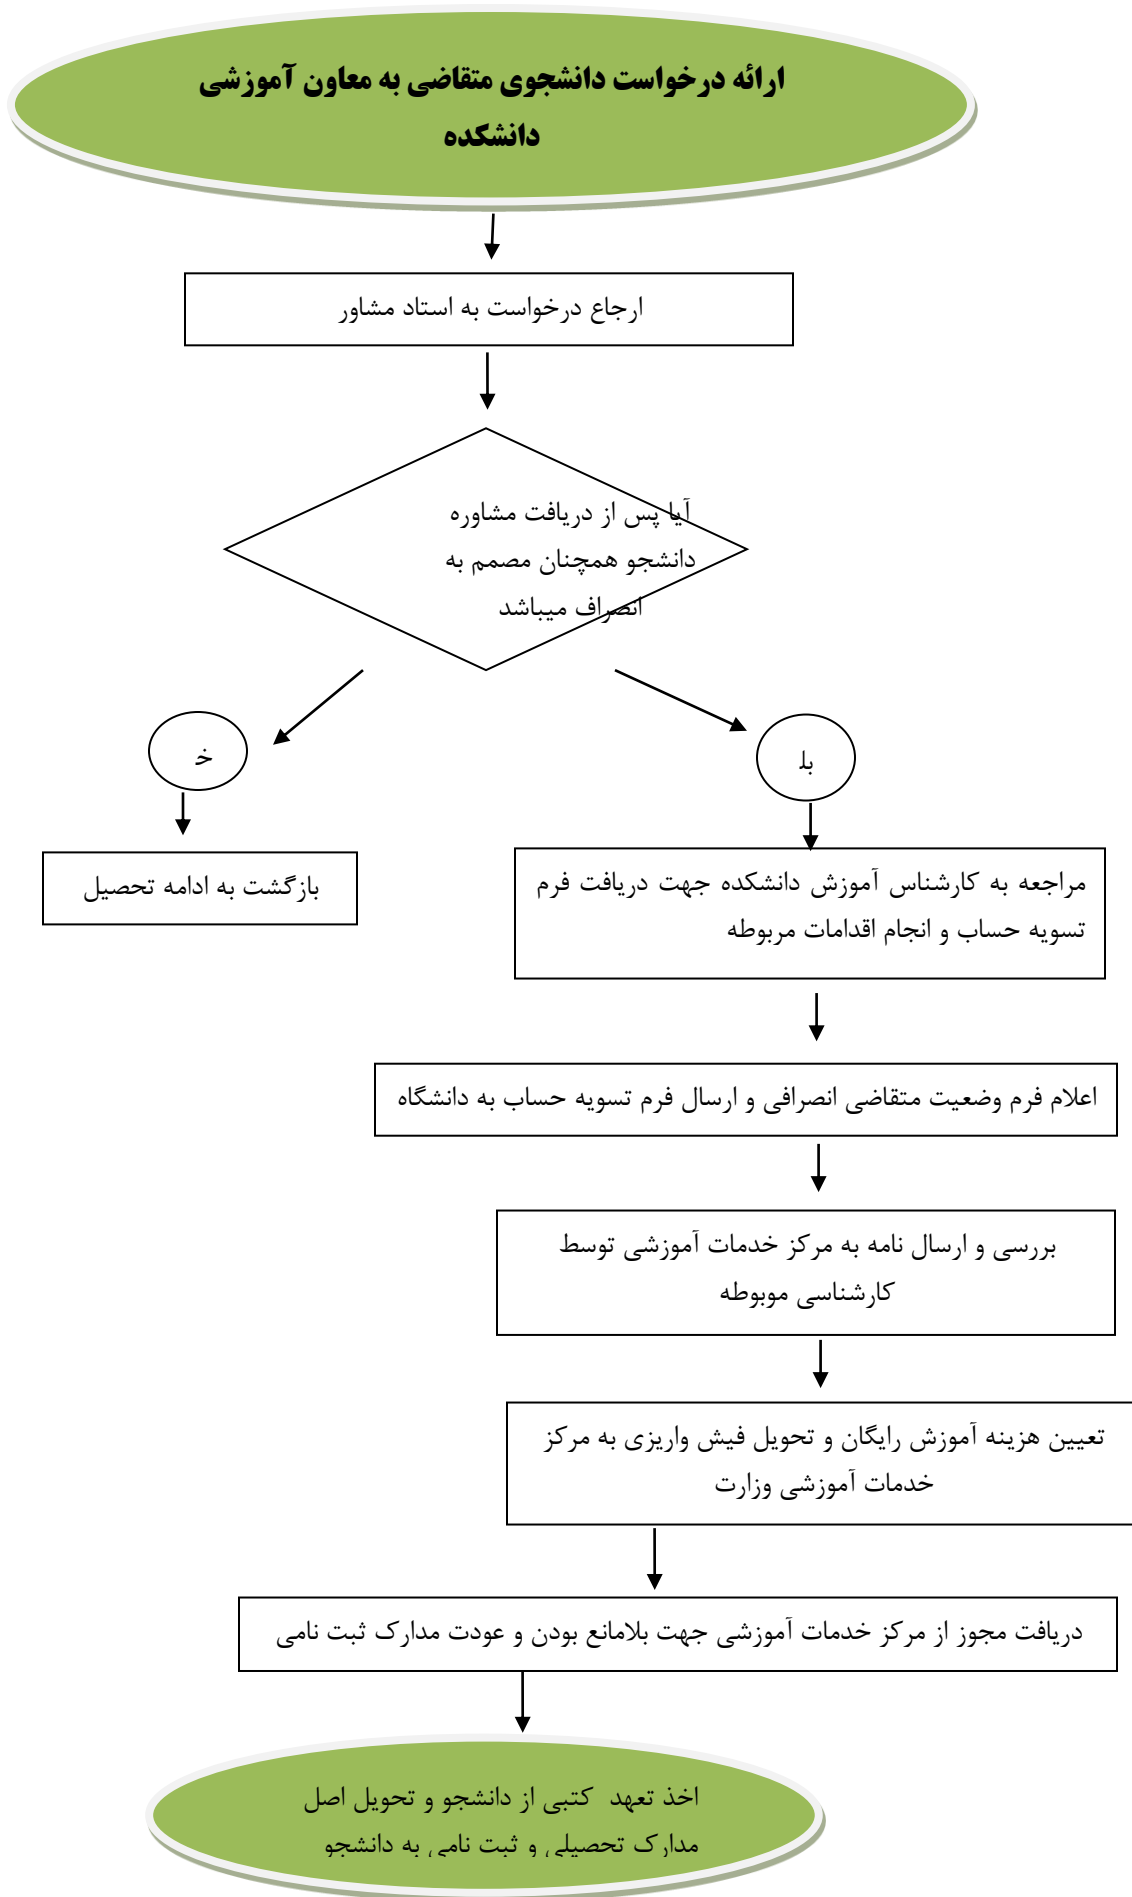 ارائه درخواست دانشجوی متقاضی به معاون آموزشی
دانشکده
ارجاع درخواست به استاد مشاور
آیا پس از دریافت مشاوره
دانشجو همچنان مصمم به
انصراف میباشد
خ
بل
بازگشت به ادامه تحصیل
مراجعه به کارشناس آموزش دانشکده جهت دریافت فرم
تسویه حساب و انجام اقدامات مربوطه
اعلام فرم وضعیت متقاضی انصرافی و ارسال فرم تسویه حساب به دانشگاه
بررسی و ارسال نامه به مرکز خدمات آموزشی توسط
کارشناسی موبوطه
تعیین هزینه آموزش رایگان و تحویل فیش واریزی به مرکز
خدمات آموزشی وزارت
دریافت مجوز از مرکز خدمات آموزشی جهت بلامانع بودن و عودت مدارک ثبت نامی
اخذ تعهد کتبی از دانشجو و تحویل اصل
مدارک تحصیلی و ثبت نامی به دانشجو